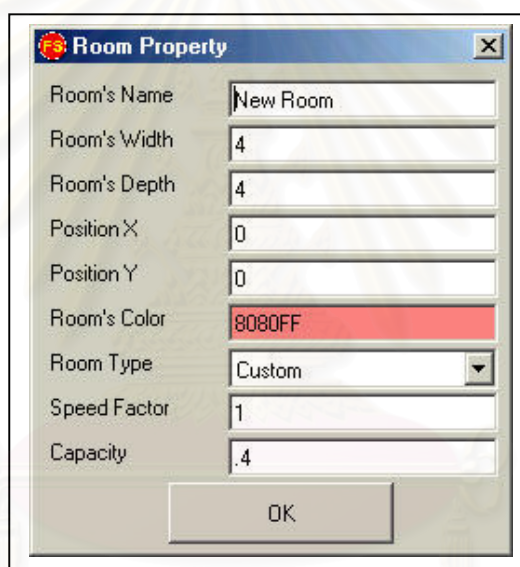 FS Room Property
Room's Name New Room
Room's Width 4
Room's Depth 4
Position X 0
Position Y 0
Room's Color 8080FF
Room Type Custom
Speed Factor 1
Capacity .4
OK